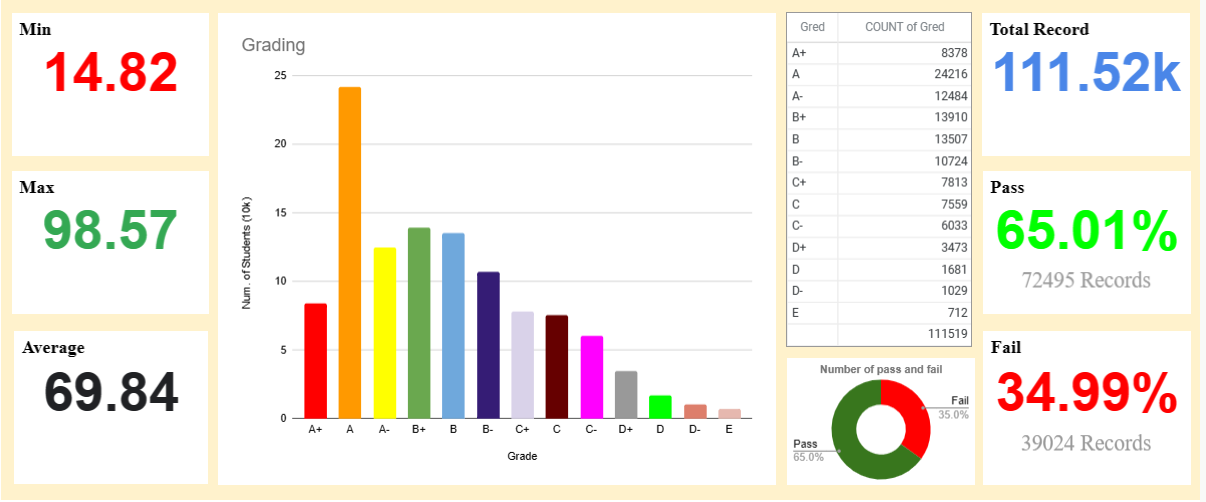 Min
14.82
Max
98.57
Average
69.84
Grading
Num. of Students (10k)
25
20
15
10
5
0
A+ A A- B+ B B- C+ C C- D+ D D- E
Grade
Gred COUNT of Gred
A+ 8378
A 24216
A- 12484
B+ 13910
B 13507
B- 10724
C+ 7813
C 7559
C- 6033
D+ 3473
D 1681
D- 1029
E 712
111519
Number of pass and fail
Fail
35.0%
Pass
65.0%
Total Record
111.52k
Pass
65.01%
72495 Records
Fail
34.99%
39024 Records